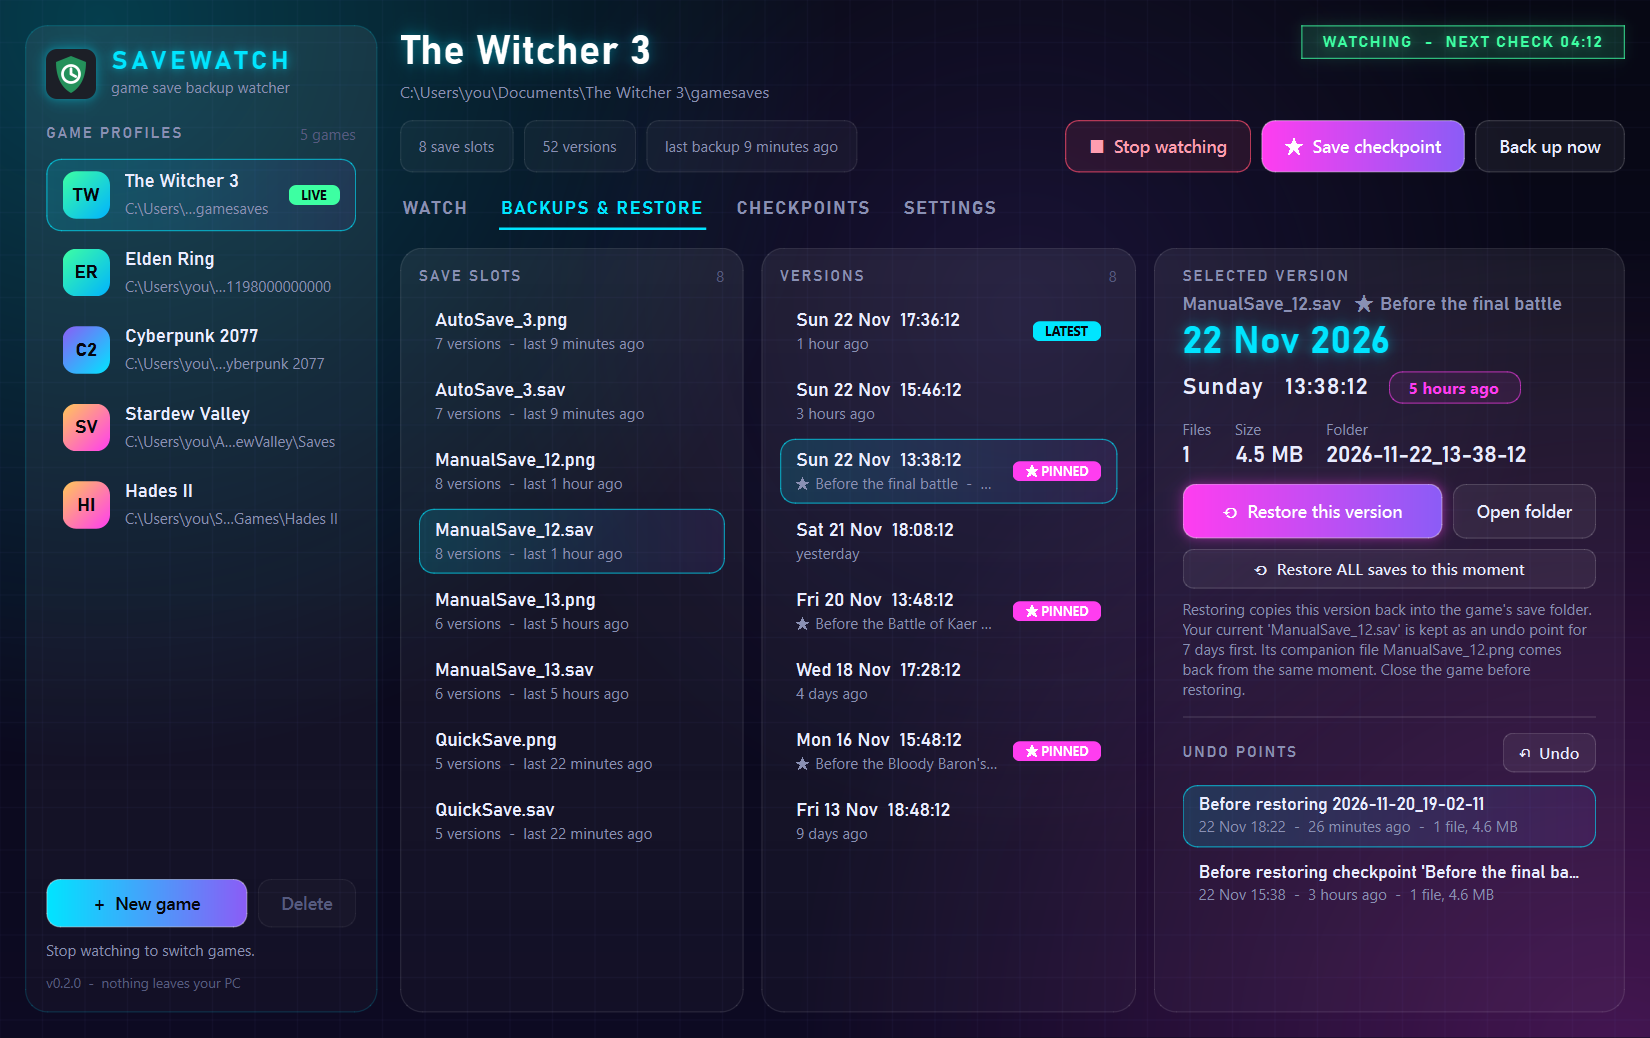 SAVEWATCH
game save backup watcher
GAME PROFILES
5 games
TW
The Witcher 3
C:\Users\...gamesaves
LIVE
ER
Elden Ring
C:\Users\you\...1198000000000
C2
Cyberpunk 2077
C:\Users\you\...yberpunk 2077
SV
Stardew Valley
C:\Users\you\A...ewValley\Saves
HI
Hades II
C:\Users\you\S...Games\Hades II
+ New game
Delete
Stop watching to switch games.
v0.2.0 - nothing leaves your PC
The Witcher 3
C:\Users\you\Documents\The Witcher 3\gamesaves
WATCHING - NEXT CHECK 04:12
8 save slots
52 versions
last backup 9 minutes ago
Stop watching
★ Save checkpoint
Back up now
WATCH
BACKUPS & RESTORE
CHECKPOINTS
SETTINGS
SAVE SLOTS
8
AutoSave_3.png
7 versions - last 9 minutes ago
AutoSave_3.sav
7 versions - last 9 minutes ago
ManualSave_12.png
8 versions - last 1 hour ago
ManualSave_12.sav
8 versions - last 1 hour ago
ManualSave_13.png
6 versions - last 5 hours ago
ManualSave_13.sav
6 versions - last 5 hours ago
QuickSave.png
5 versions - last 22 minutes ago
QuickSave.sav
5 versions - last 22 minutes ago
VERSIONS
8
Sun 22 Nov 17:36:12
1 hour ago
LATEST
Sun 22 Nov 15:46:12
3 hours ago
Sun 22 Nov 13:38:12
★ Before the final battle - ...
★ PINNED
Sat 21 Nov 18:08:12
yesterday
Fri 20 Nov 13:48:12
★ Before the Battle of Kaer ...
★ PINNED
Wed 18 Nov 17:28:12
4 days ago
Mon 16 Nov 15:48:12
★ Before the Bloody Baron's...
★ PINNED
Fri 13 Nov 18:48:12
9 days ago
SELECTED VERSION
ManualSave_12.sav ★ Before the final battle
22 Nov 2026
Sunday 13:38:12
5 hours ago
Files Size Folder
1 4.5 MB 2026-11-22_13-38-12
Restore this version
Open folder
Restore ALL saves to this moment
Restoring copies this version back into the game's save folder.
Your current 'ManualSave_12.sav' is kept as an undo point for
7 days first. Its companion file ManualSave_12.png comes
back from the same moment. Close the game before
restoring.
UNDO POINTS
Undo
Before restoring 2026-11-20_19-02-11
22 Nov 18:22 - 26 minutes ago - 1 file, 4.6 MB
Before restoring checkpoint 'Before the final ba...
22 Nov 15:38 - 3 hours ago - 1 file, 4.6 MB